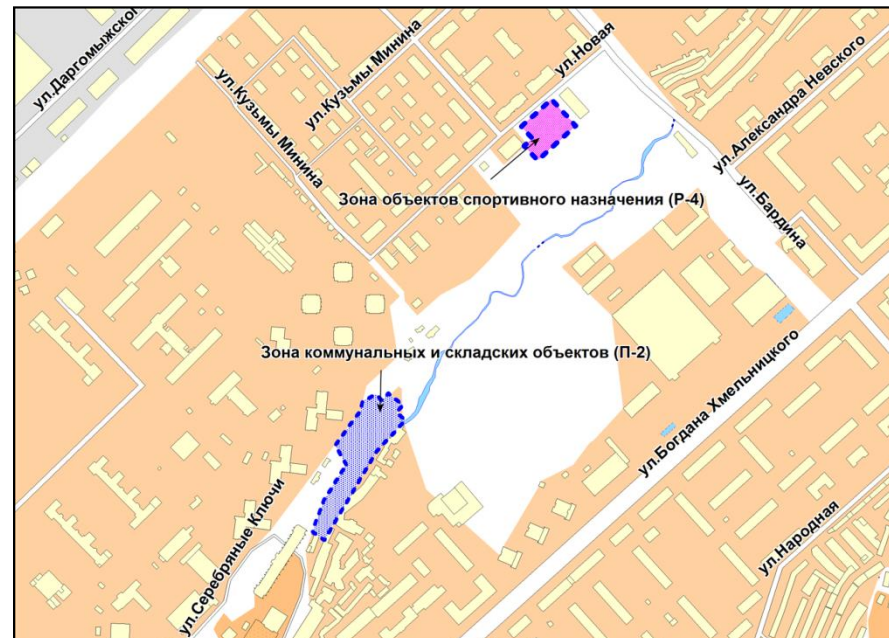 ул.Даргомыжского
ул.Кузьмы Минина
ул.Кузьмы Минина
ул.Новая
ул.Александра Невского
ул.Бардина
Зона объектов спортивного назначения (Р-4)
Зона коммунальных и складских объектов (П-2)
ул.Богдана Хмельницкого
ул.Народная
ул.Серебряные Ключи